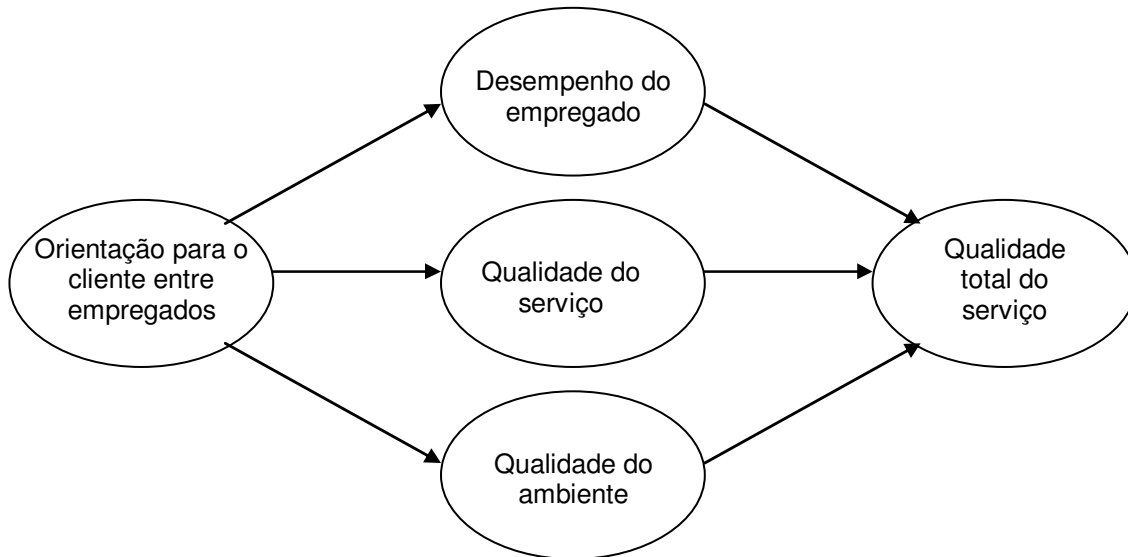 Desempenho do
empregado
Orientação para o
cliente entre
empregados
Qualidade do
serviço
Qualidade
total do
serviço
Qualidade do
ambiente